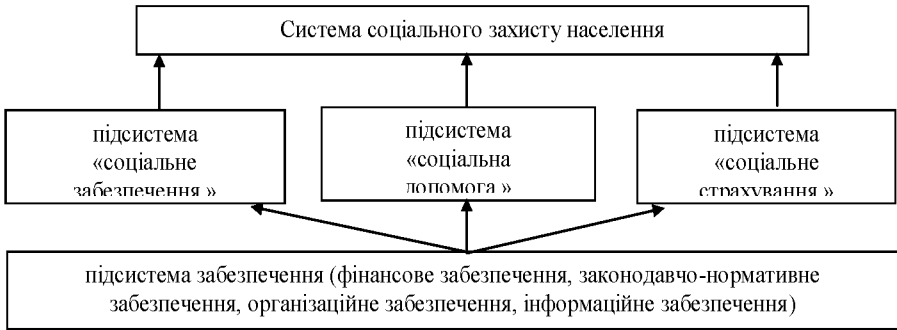 Система соціального захисту населення
підсистема
«соціальне
забезпечення »
підсистема
«соціальна
допомога »
підсистема
«соціальне
страхування »
підсистема забезпечення (фінансове забезпечення, законодавчо-нормативне
забезпечення, організаційне забезпечення, інформаційне забезпечення)